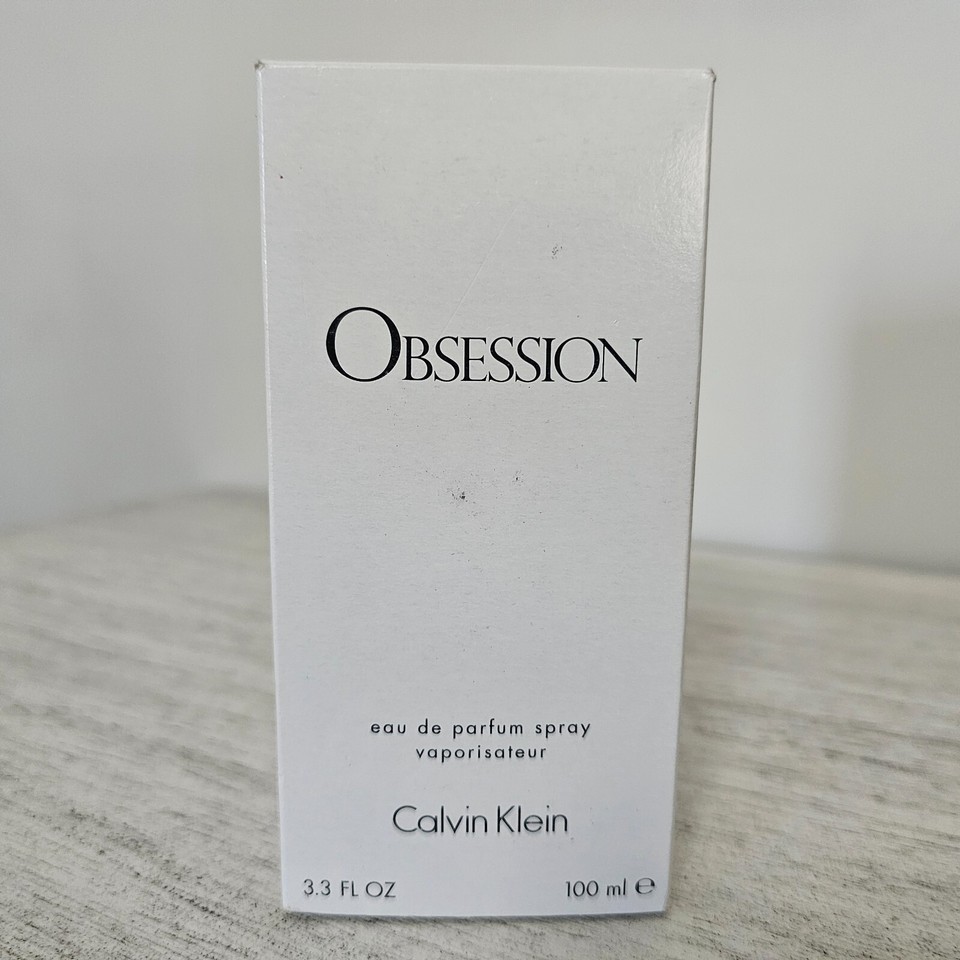 OBSESSION
eau de parfum spray
vaporisateur
Calvin Klein
3.3 FL OZ 100 ml ℮